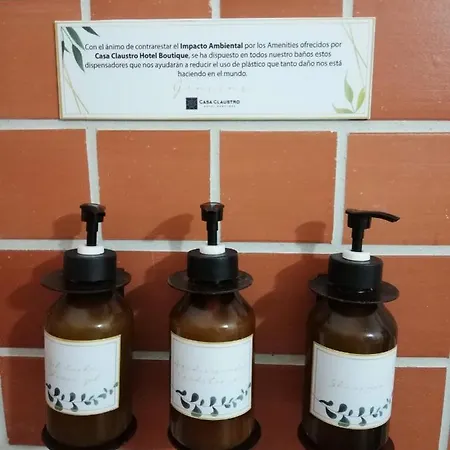 Con el ánimo de contrarestar el Impacto Ambiental por los Amenities ofrecidos por
Casa Claustro Hotel Boutique, se ha dispuesto en todos nuestro baños estos
dispensadores que nos ayudaran a reducir el uso de plástico que tanto daño nos está
haciendo en el mundo.
Gracias
CASA CLAUSTRO